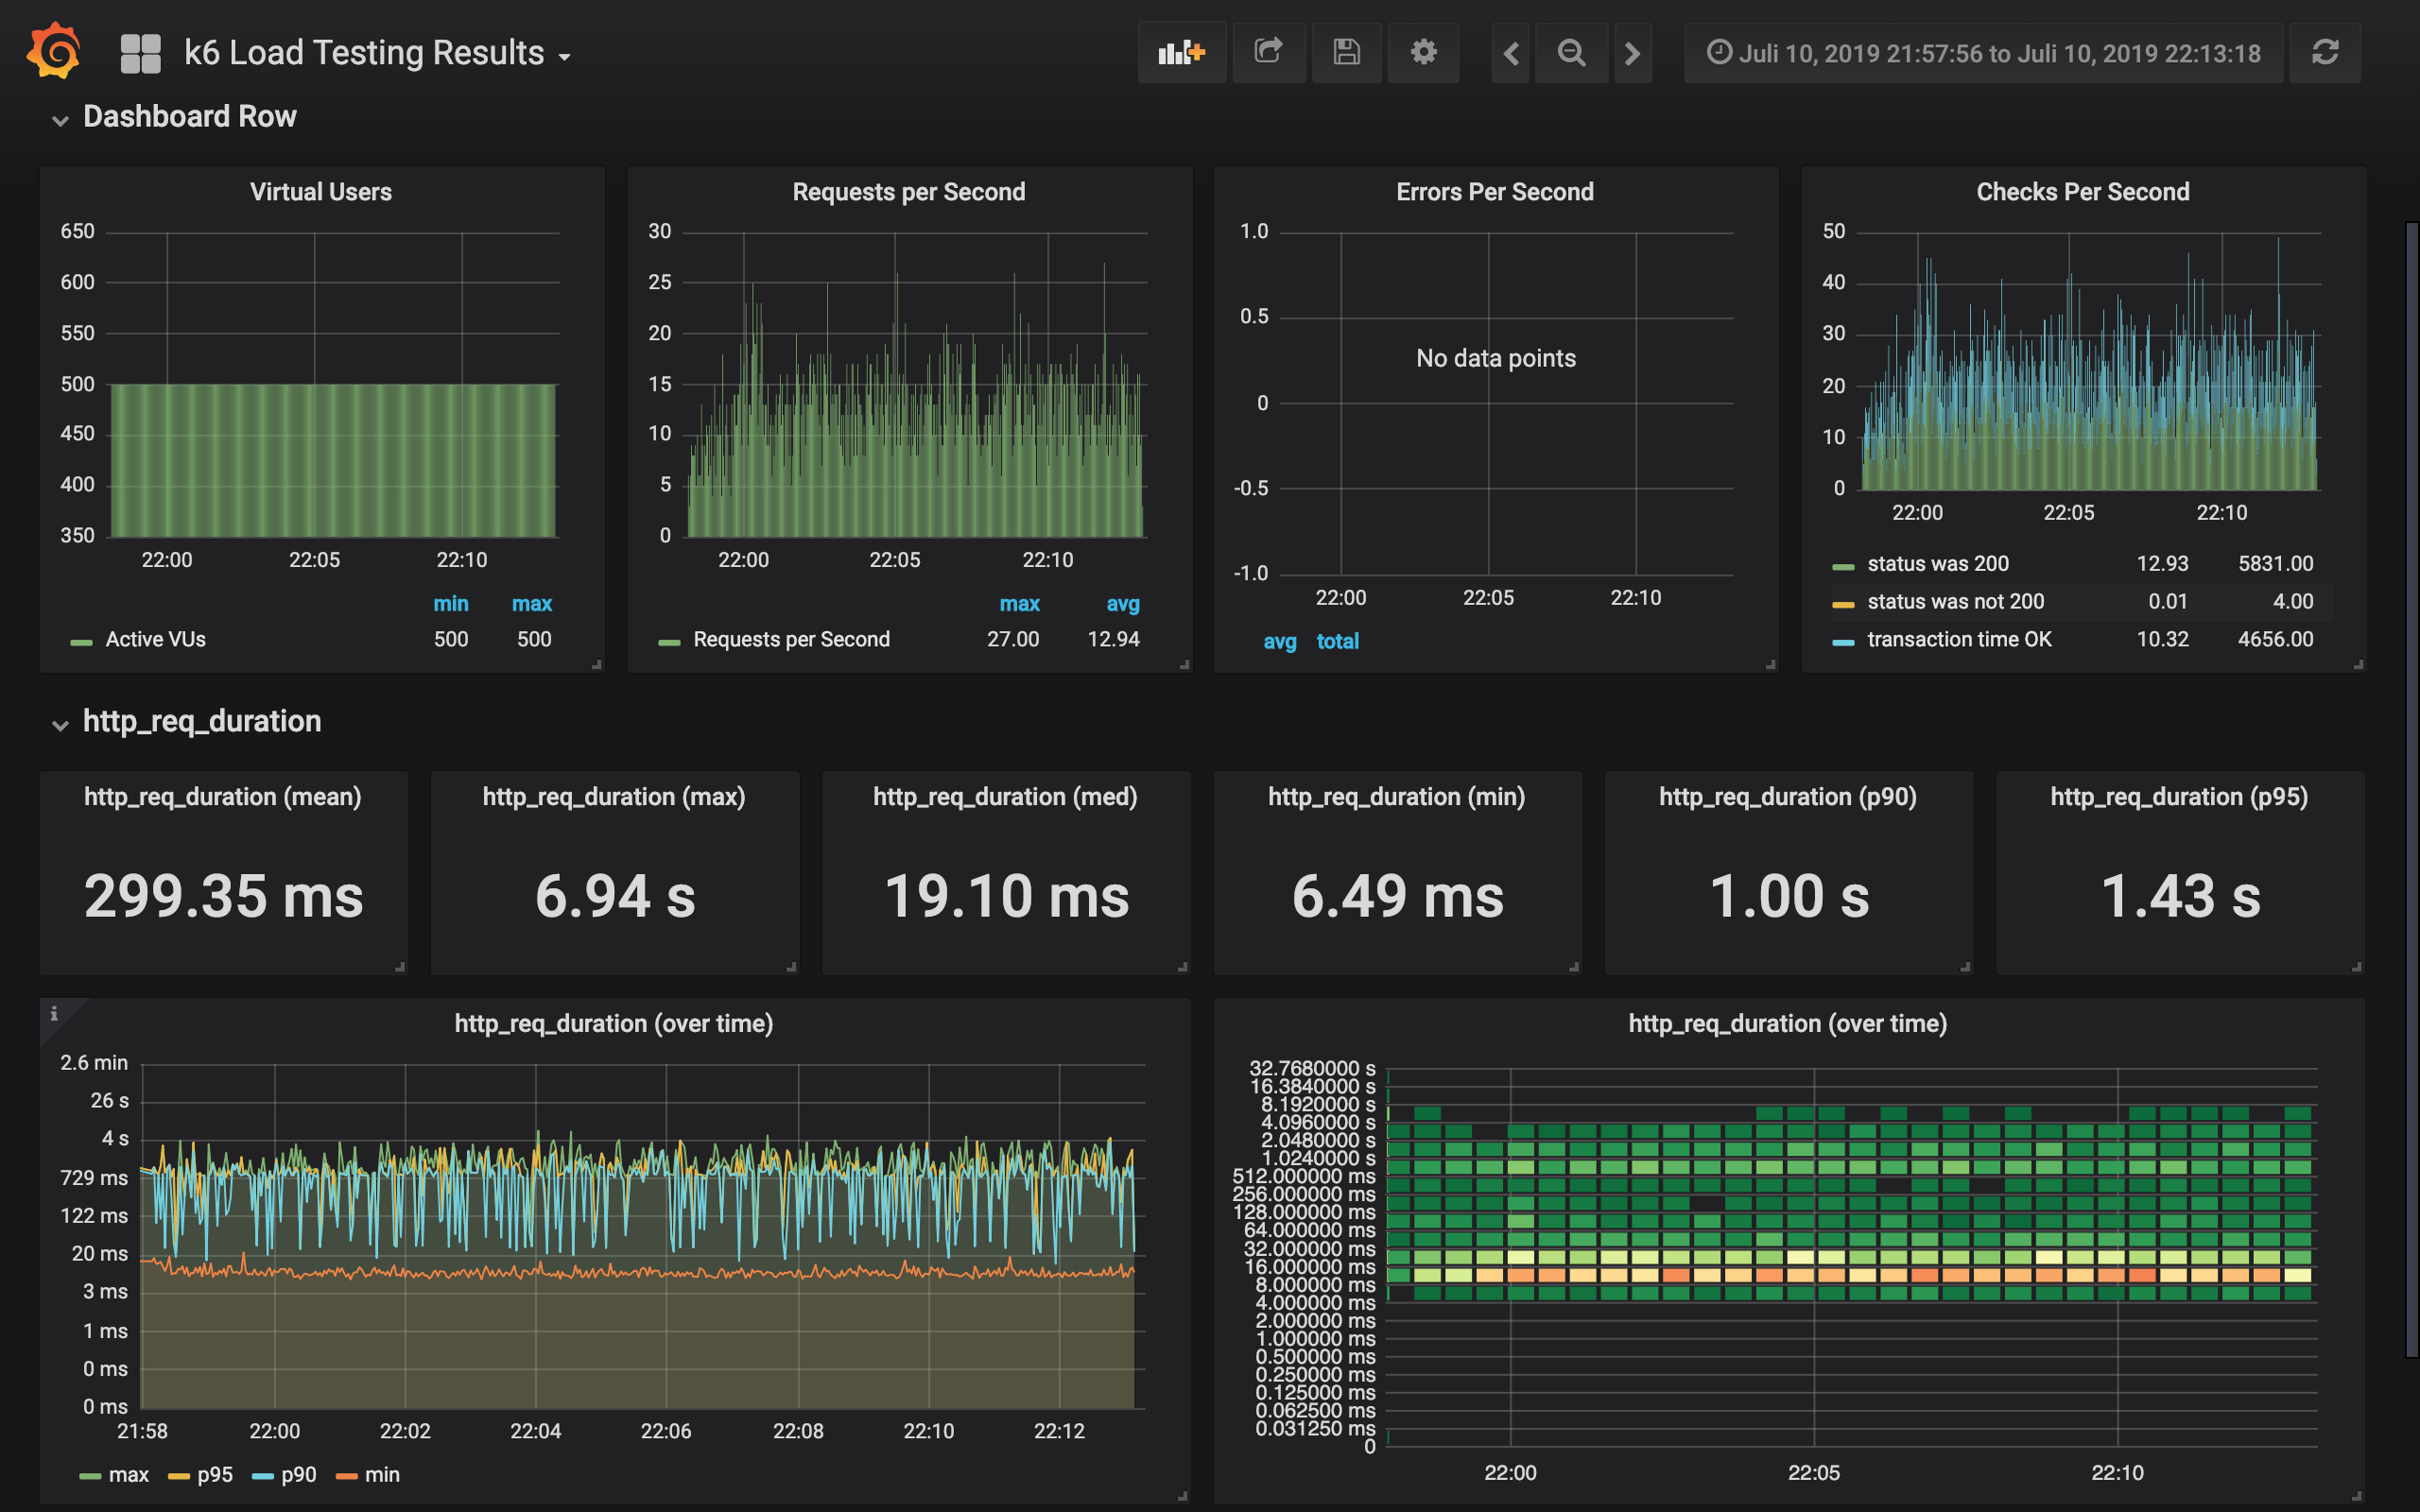 k6 Load Testing Results
Juli 10, 2019 21:57:56 to Juli 10, 2019 22:13:18
Dashboard Row
Virtual Users
650
600
550
500
450
400
350
22:00 22:05 22:10
min max
Active VUs 500 500
Requests per Second
30
25
20
15
10
5
0
22:00 22:05 22:10
max avg
Requests per Second 27.00 12.94
Errors Per Second
1.0
0.5
0
-0.5
-1.0
No data points
22:00 22:05 22:10
avg total
Checks Per Second
50
40
30
20
10
0
22:00 22:05 22:10
status was 200 12.93 5831.00
status was not 200 0.01 4.00
transaction time OK 10.32 4656.00
http_req_duration
http_req_duration (mean)
299.35 ms
http_req_duration (max)
6.94 s
http_req_duration (med)
19.10 ms
http_req_duration (min)
6.49 ms
http_req_duration (p90)
1.00 s
http_req_duration (p95)
1.43 s
i
http_req_duration (over time)
2.6 min
26 s
4 s
729 ms
122 ms
20 ms
3 ms
1 ms
0 ms
0 ms
21:58 22:00 22:02 22:04 22:06 22:08 22:10 22:12
max p95 p90 min
http_req_duration (over time)
32.7680000 s
16.3840000 s
8.1920000 s
4.0960000 s
2.0480000 s
1.0240000 s
512.000000 ms
256.000000 ms
128.000000 ms
64.000000 ms
32.000000 ms
16.000000 ms
8.000000 ms
4.000000 ms
2.000000 ms
1.000000 ms
0.500000 ms
0.250000 ms
0.125000 ms
0.062500 ms
0.031250 ms
0
22:00 22:05 22:10